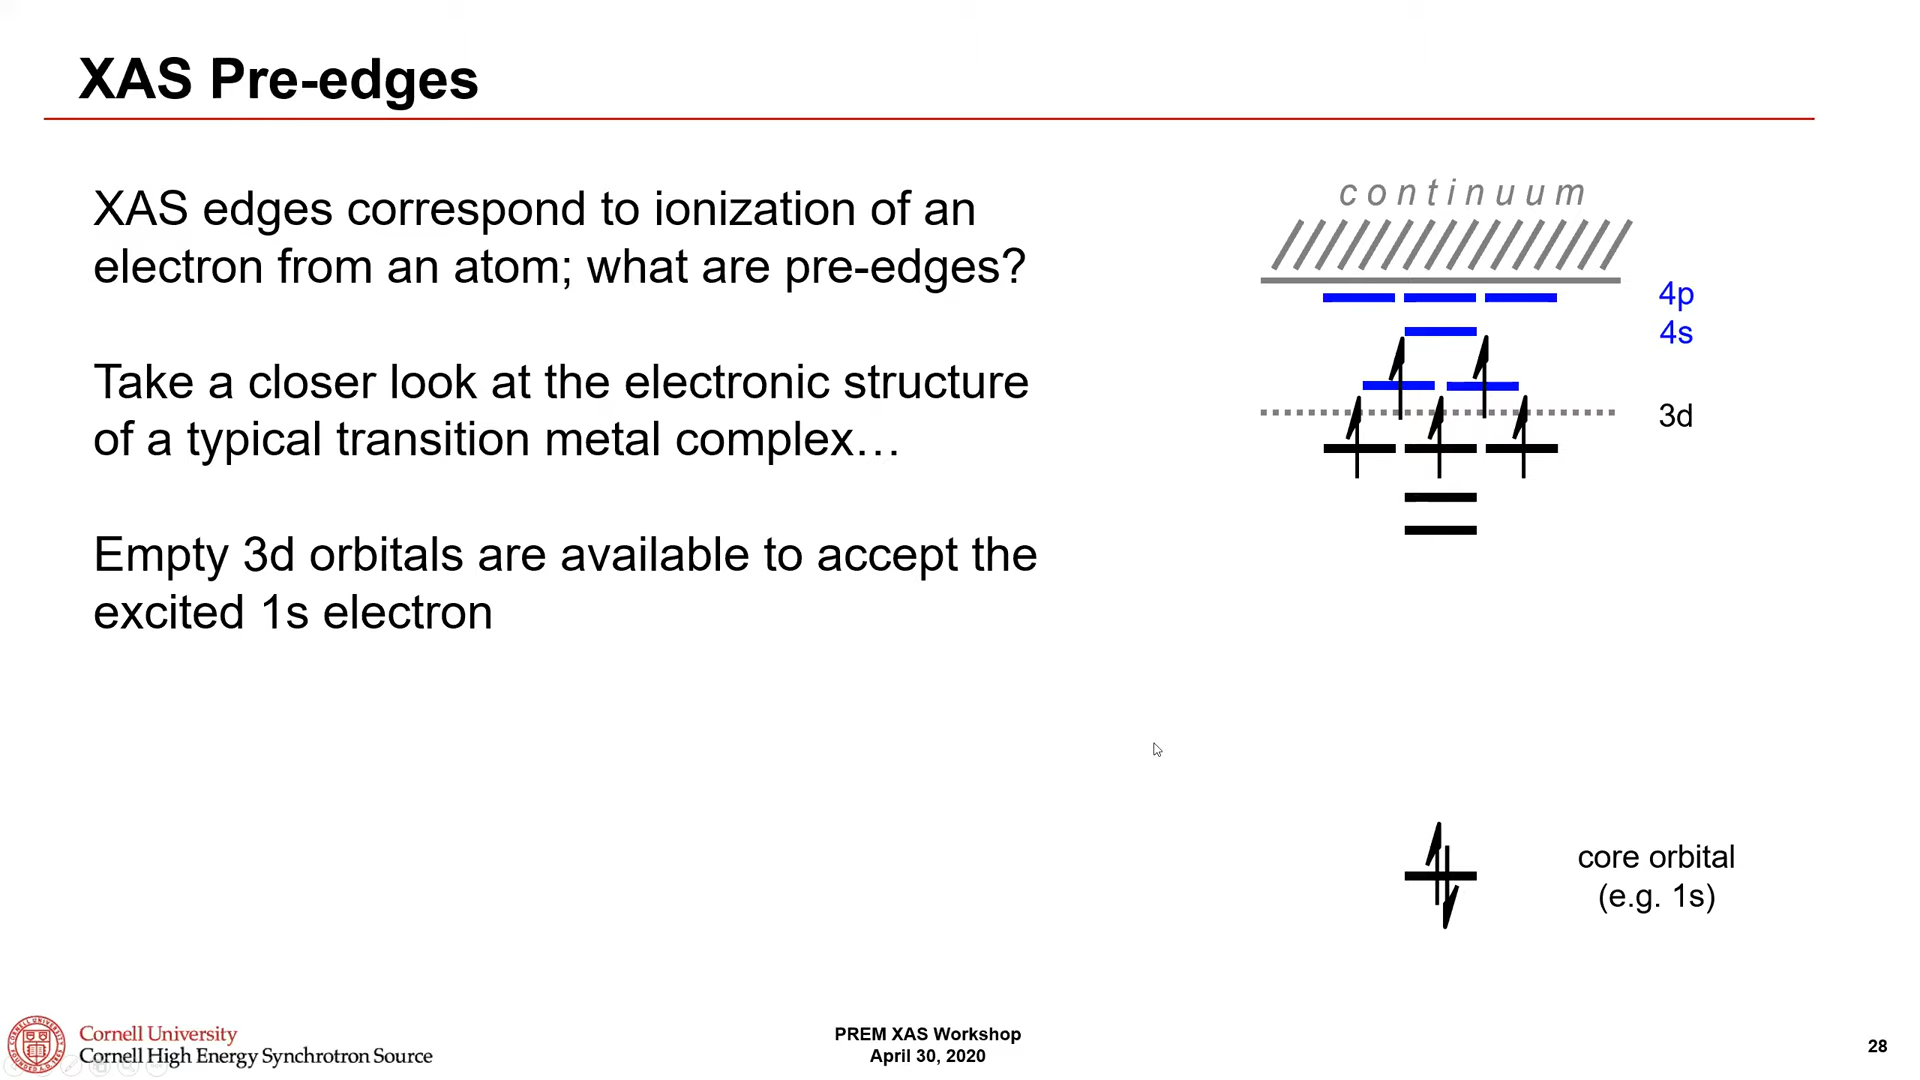 XAS Pre-edges
XAS edges correspond to ionization of an
electron from an atom; what are pre-edges?
Take a closer look at the electronic structure
of a typical transition metal complex…
Empty 3d orbitals are available to accept the
excited 1s electron
continuum
4p
4s
3d
core orbital
(e.g. 1s)
Cornell University
Cornell High Energy Synchrotron Source
PREM XAS Workshop
April 30, 2020
28